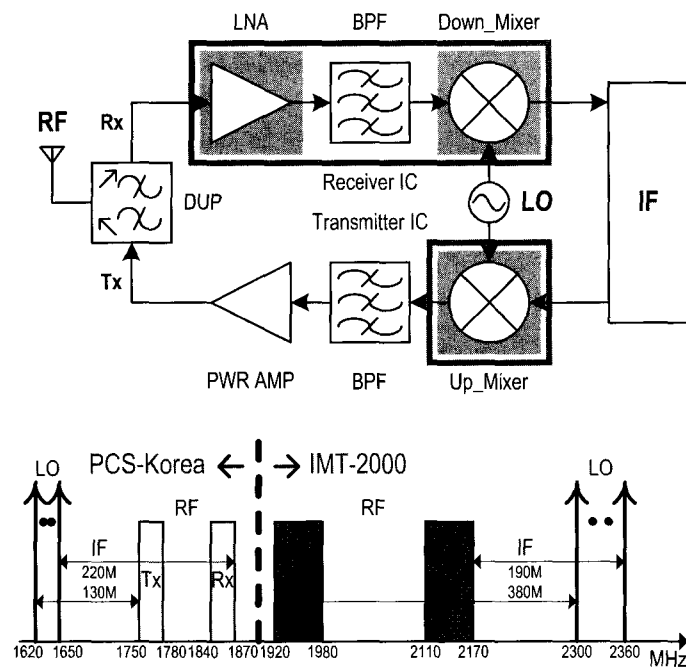 LNA BPF Down_Mixer
RF
Rx
DUP
Receiver IC
LO
Transmitter IC
IF
Tx
PWR AMP BPF Up_Mixer
LO PCS-Korea IMT-2000 LO
RF RF
IF IF
220M Tx Rx 190M
130M 380M
1620 1650 1750 1780 1840 1870 1920 1980 2110 2170 2300 2360
MHz